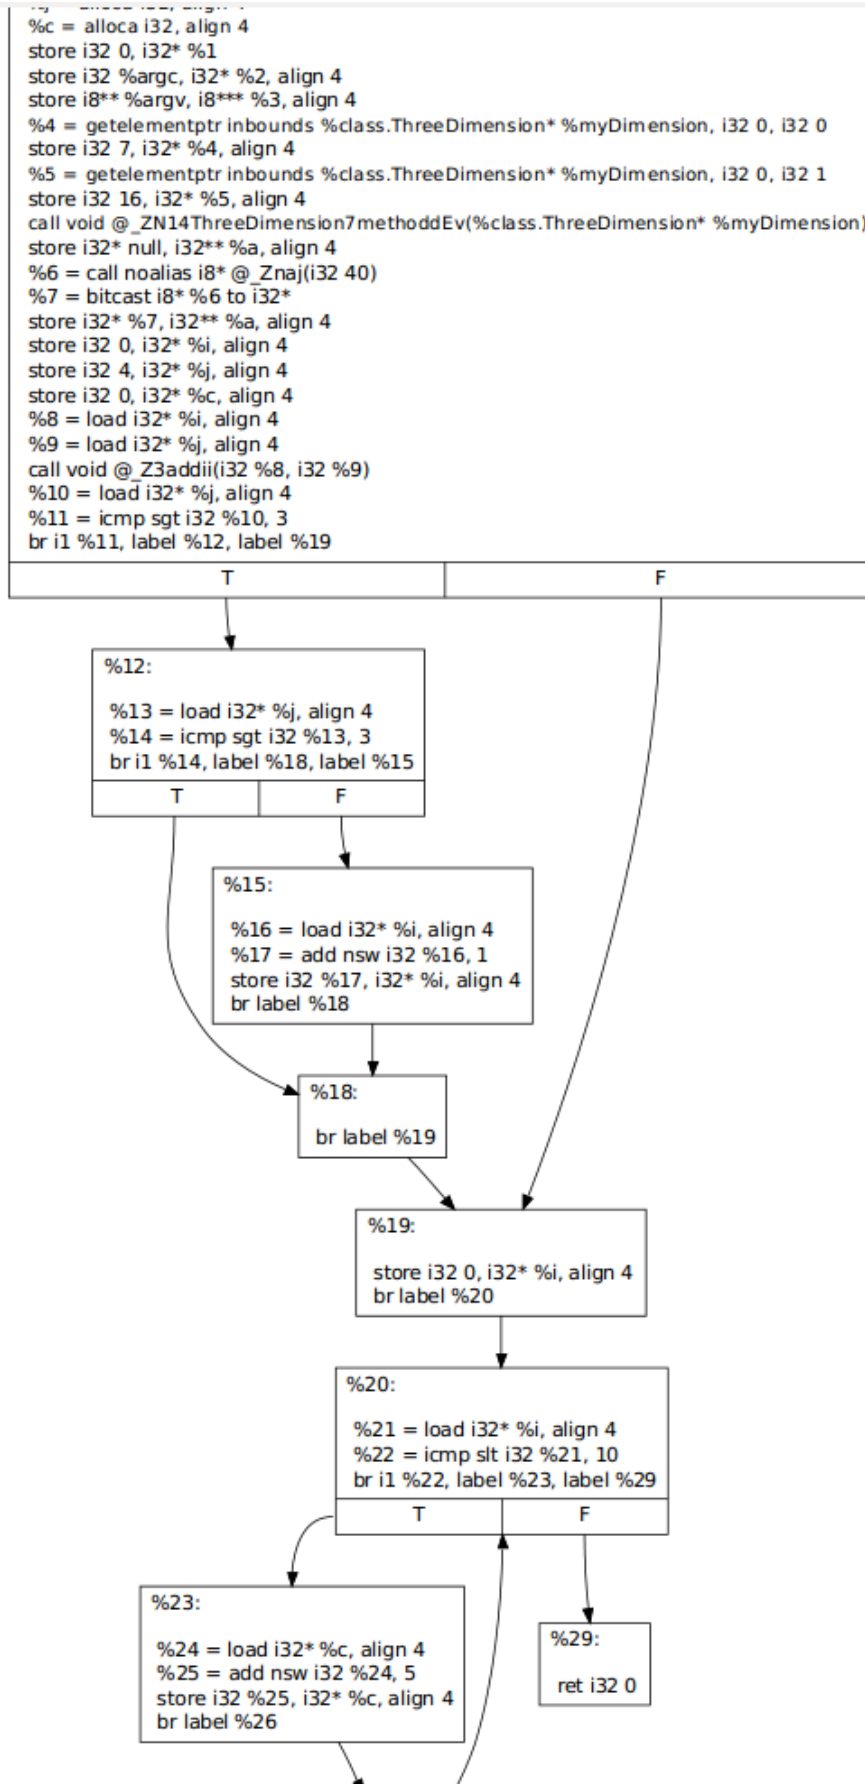 %c = alloca i32, align 4
store i32 0, i32* %1
store i32 %argc, i32* %2, align 4
store i8** %argv, i8*** %3, align 4
%4 = getelementptr inbounds %class.ThreeDimension* %myDimension, i32 0, i32 0
store i32 7, i32* %4, align 4
%5 = getelementptr inbounds %class.ThreeDimension* %myDimension, i32 0, i32 1
store i32 16, i32* %5, align 4
call void @_ZN14ThreeDimension7methoddEv(%class.ThreeDimension* %myDimension)
store i32* null, i32** %a, align 4
%6 = call noalias i8* @_Znaj(i32 40)
%7 = bitcast i8* %6 to i32*
store i32* %7, i32** %a, align 4
store i32 0, i32* %i, align 4
store i32 4, i32* %j, align 4
store i32 0, i32* %c, align 4
%8 = load i32* %i, align 4
%9 = load i32* %j, align 4
call void @_Z3addii(i32 %8, i32 %9)
%10 = load i32* %j, align 4
%11 = icmp sgt i32 %10, 3
br i1 %11, label %12, label %19
T F
%12:
%13 = load i32* %j, align 4
%14 = icmp sgt i32 %13, 3
br i1 %14, label %18, label %15
T F
%15:
%16 = load i32* %i, align 4
%17 = add nsw i32 %16, 1
store i32 %17, i32* %i, align 4
br label %18
%18:
br label %19
%19:
store i32 0, i32* %i, align 4
br label %20
%20:
%21 = load i32* %i, align 4
%22 = icmp slt i32 %21, 10
br i1 %22, label %23, label %29
T F
%23:
%24 = load i32* %c, align 4
%25 = add nsw i32 %24, 5
store i32 %25, i32* %c, align 4
br label %26
%29:
ret i32 0